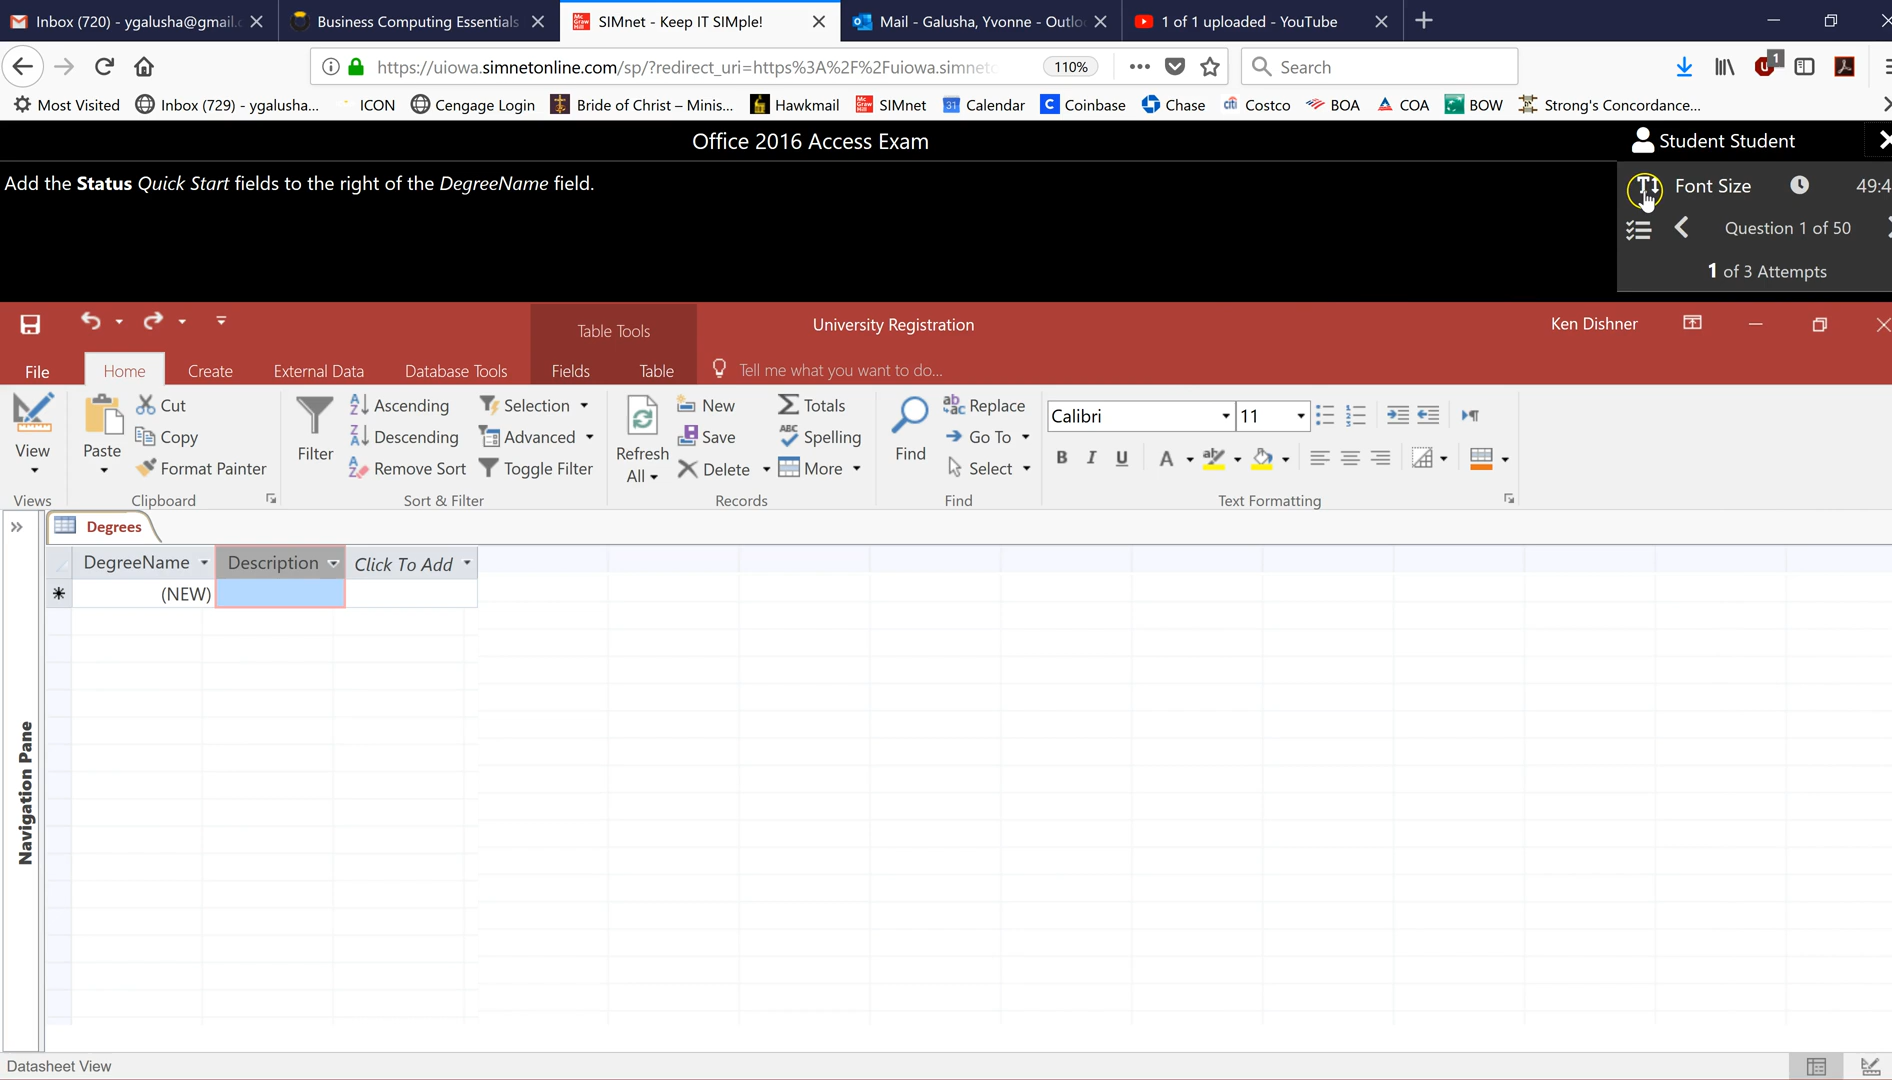 Inbox (720) - ygalusha@gmail.c
Business Computing Essentials
SIMnet - Keep IT SIMple!
Mail - Galusha, Yvonne - Outlo
1 of 1 uploaded - YouTube
https://uiowa.simnetonline.com/sp/?redirect_uri=https%3A%2F%2Fuiowa.simnet
110%
Search
1
Most Visited
Inbox (729) - ygalusha...
ICON
Cengage Login
Bride of Christ – Minis...
Hawkmail
SIMnet
Calendar
Coinbase
Chase
Costco
BOA
COA
BOW
Strong's Concordance...
Office 2016 Access Exam
Student Student
Add the Status Quick Start fields to the right of the DegreeName field.
Font Size
49:4
Question 1 of 50
1 of 3 Attempts
Table Tools
University Registration
Ken Dishner
File
Home
Create
External Data
Database Tools
Fields
Table
Tell me what you want to do...
View
Paste
Cut
Copy
Format Painter
Filter
Ascending
Descending
Remove Sort
Selection
Advanced
Toggle Filter
Refresh
All
New
Save
Delete
Totals
Spelling
More
Find
Replace
Go To
Select
Calibri
11
B I U
Views
Clipboard
Sort & Filter
Records
Find
Text Formatting
Degrees
DegreeName
Description
Click To Add
(NEW)
Navigation Pane
Datasheet View